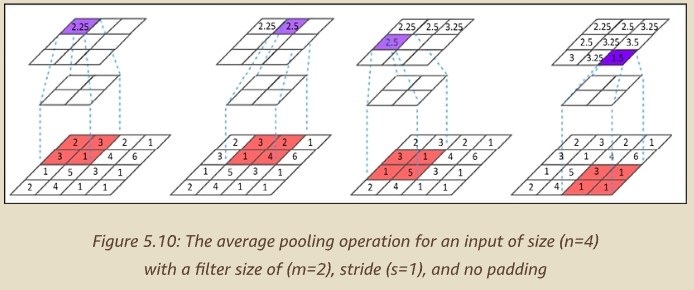 2.25
2 3 2 1
3 1 4 6
1 5 3 1
2 4 1 1
2.25 2.5
2 3 2 1
3 1 4 6
1 5 3 1
2 4 1 1
2.25 2.5 3.25
2.5
2 3 2 1
3 1 4 6
1 5 3 1
2 4 1 1
2.25 2.5 3.25
2.5 3.25 3.5
3 3.25 1.5
2 3 2 1
3 1 4 6
1 5 3 1
2 4 1 1
Figure 5.10: The average pooling operation for an input of size (n=4)
with a filter size of (m=2), stride (s=1), and no padding